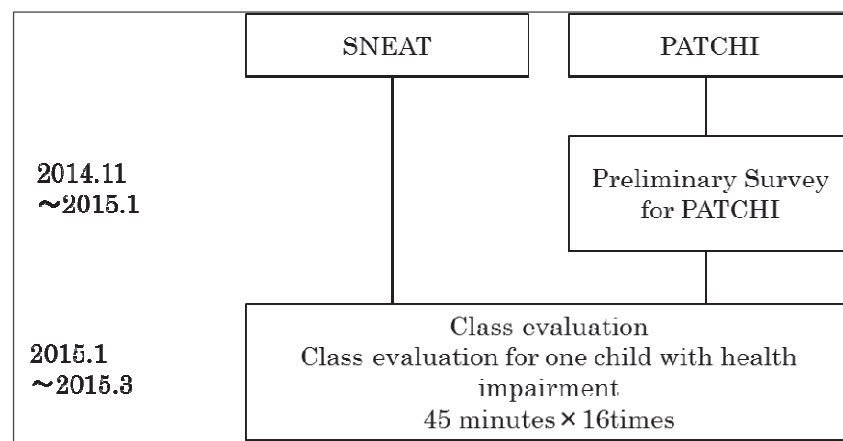 SNEAT
PATCHI
2014.11
～2015.1
Preliminary Survey
for PATCHI
2015.1
～2015.3
Class evaluation
Class evaluation for one child with health
impairment
45 minutes×16times